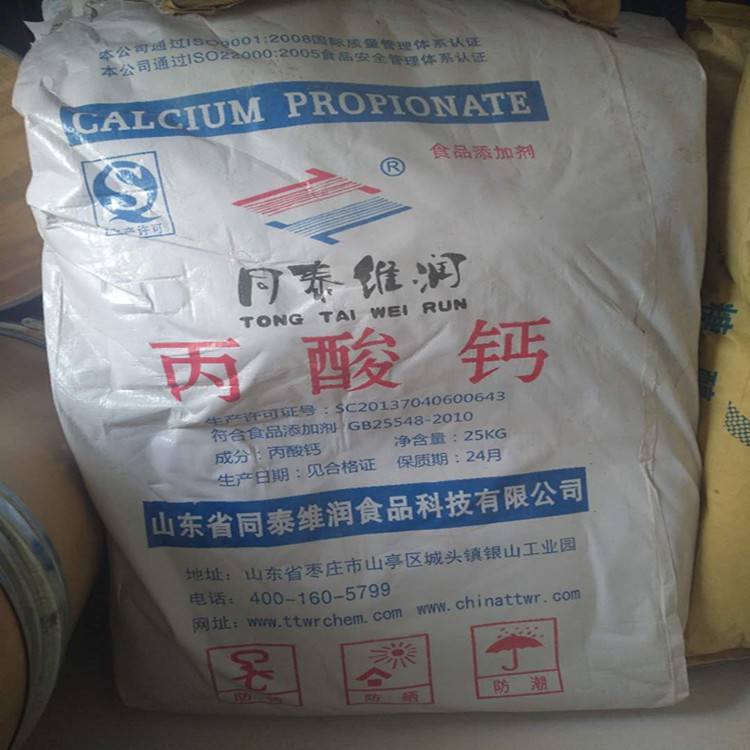 本公司通过ISO9001:2008国际质量管理体系认证
本公司通过ISO22000:2005食品安全管理体系认证
CALCIUM PROPIONATE
食品添加剂
生产许可
®
同泰维润
TONG TAI WEI RUN
丙酸钙
生产许可证号：SC20137040600643
符合食品添加剂 GB25548-2010
成分：丙酸钙 净含量：25KG
生产日期：见合格证 保质期：24月
山东省同泰维润食品科技有限公司
地址：山东省枣庄市山亭区城头镇银山工业园
电话：400-160-5799
网址：www.ttwrchem.com www.chinattwr.com
防晒
防潮